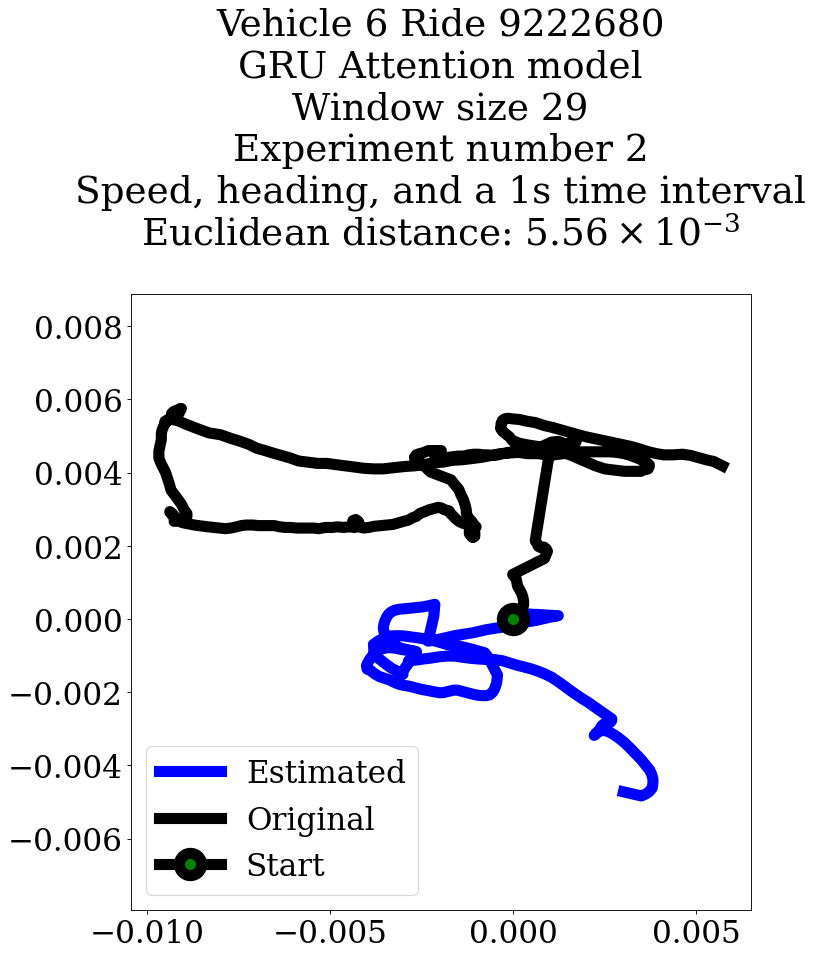 Vehicle 6 Ride 9222680
GRU Attention model
Window size 29
Experiment number 2
Speed, heading, and a 1s time interval
Euclidean distance: 5.56 × 10⁻³
0.008
0.006
0.004
0.002
0.000
−0.002
−0.004
−0.006
Estimated
Original
Start
−0.010 −0.005 0.000 0.005